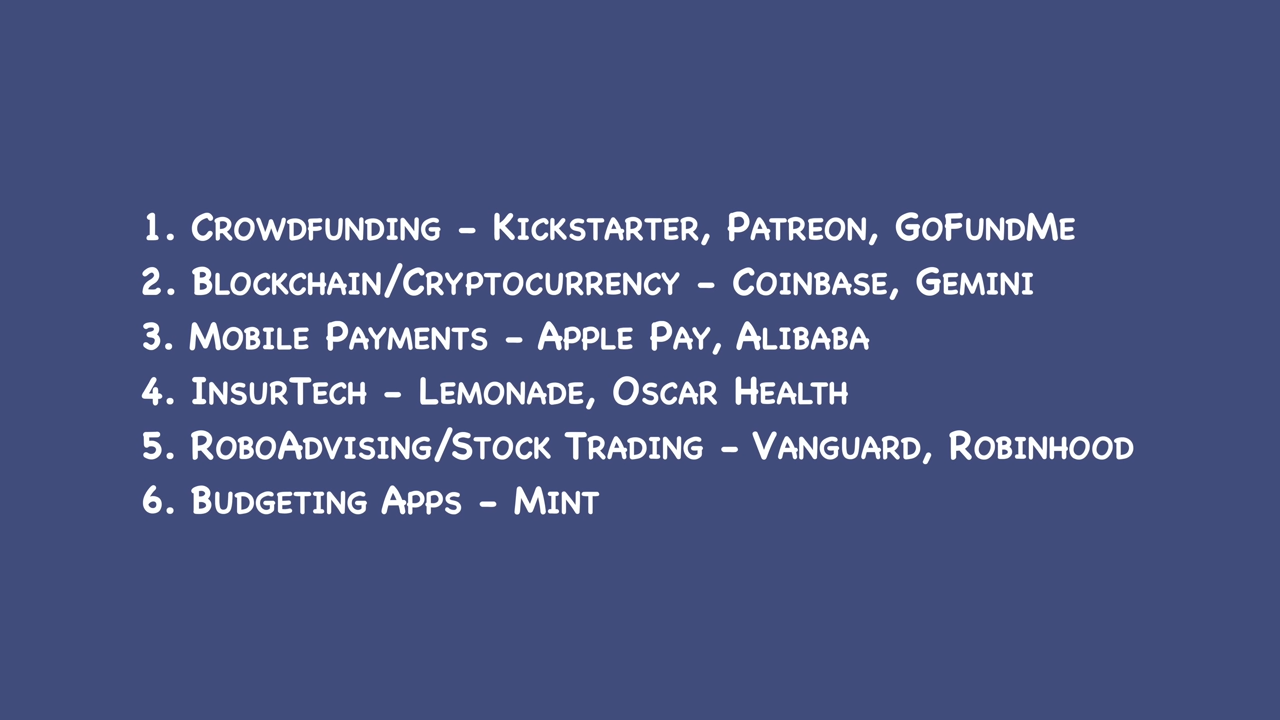 1. Crowdfunding – Kickstarter, Patreon, GoFundMe
2. Blockchain/Cryptocurrency – Coinbase, Gemini
3. Mobile Payments – Apple Pay, Alibaba
4. InsurTech – Lemonade, Oscar Health
5. RoboAdvising/Stock Trading – Vanguard, Robinhood
6. Budgeting Apps – Mint